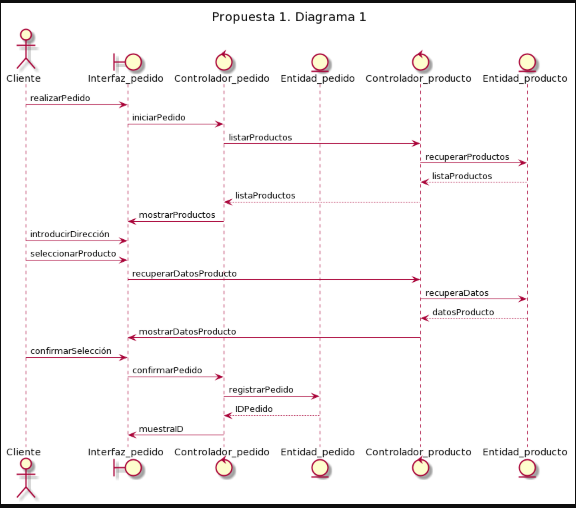 Propuesta 1. Diagrama 1
Cliente Interfaz_pedido Controlador_pedido Entidad_pedido Controlador_producto Entidad_producto
realizarPedido
iniciarPedido
listarProductos
recuperarProductos
listaProductos
listaProductos
mostrarProductos
introducirDirección
seleccionarProducto
recuperarDatosProducto
recuperaDatos
datosProducto
mostrarDatosProducto
confirmarSelección
confirmarPedido
registrarPedido
IDPedido
muestraID
Cliente Interfaz_pedido Controlador_pedido Entidad_pedido Controlador_producto Entidad_producto